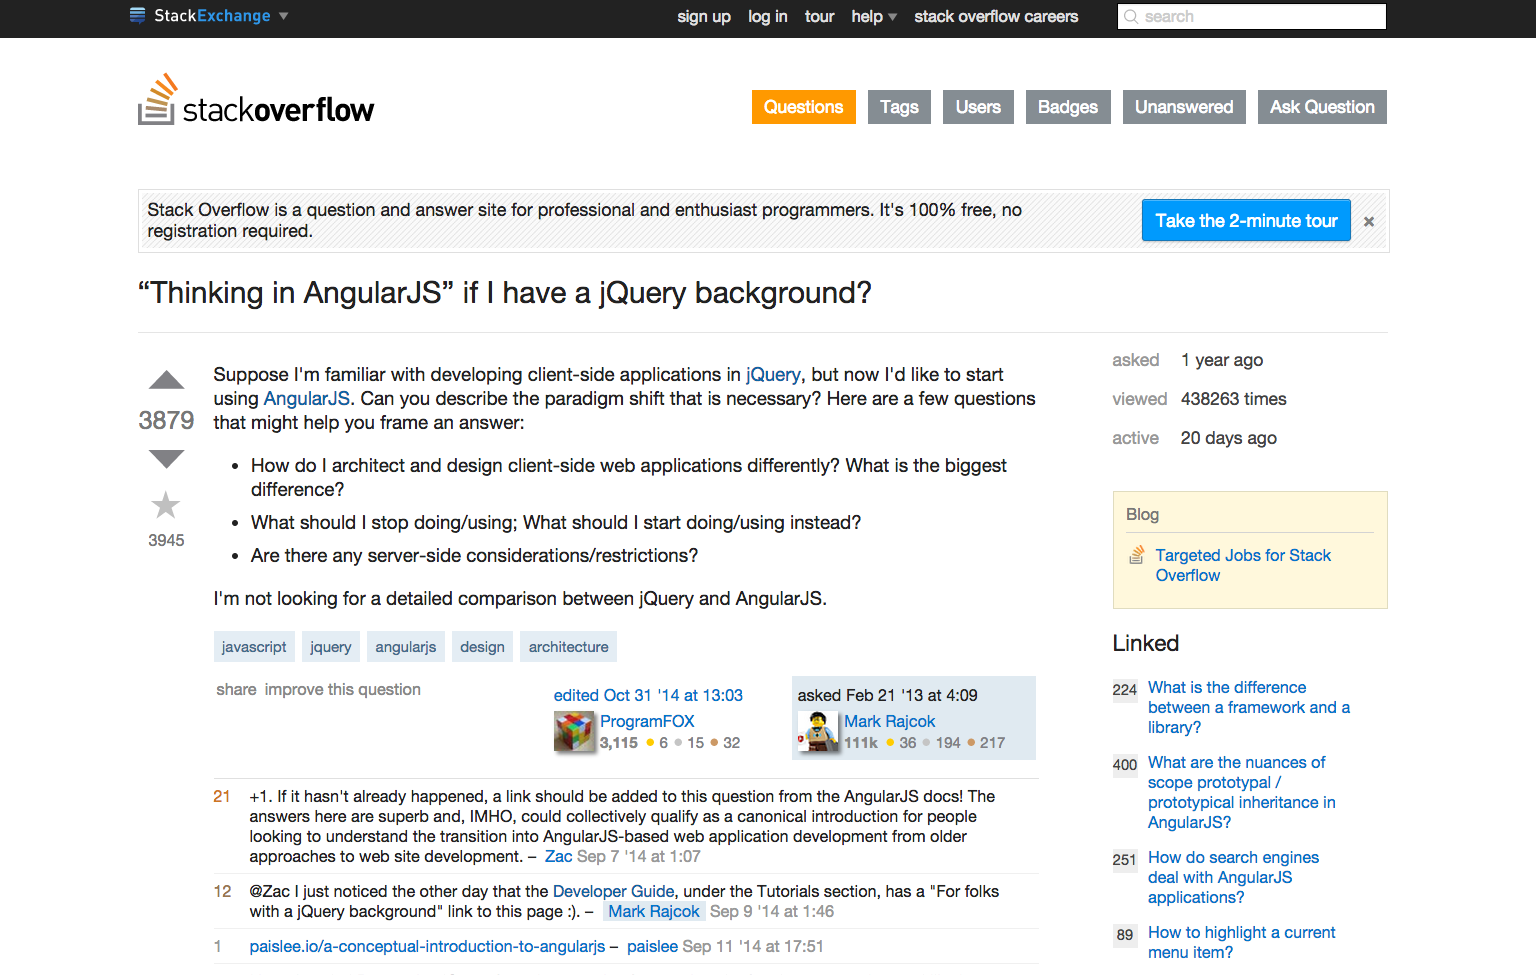 StackExchange
sign up log in tour help stack overflow careers
search
stackoverflow
Questions Tags Users Badges Unanswered Ask Question
Stack Overflow is a question and answer site for professional and enthusiast programmers. It's 100% free, no
registration required.
Take the 2-minute tour
×
“Thinking in AngularJS” if I have a jQuery background?
3879
3945
Suppose I'm familiar with developing client-side applications in jQuery, but now I'd like to start
using AngularJS. Can you describe the paradigm shift that is necessary? Here are a few questions
that might help you frame an answer:
• How do I architect and design client-side web applications differently? What is the biggest
difference?
• What should I stop doing/using; What should I start doing/using instead?
• Are there any server-side considerations/restrictions?
I'm not looking for a detailed comparison between jQuery and AngularJS.
javascript jquery angularjs design architecture
share improve this question
edited Oct 31 '14 at 13:03
ProgramFOX
3,115 ● 6 ● 15 ● 32
asked Feb 21 '13 at 4:09
Mark Rajcok
111k ● 36 ● 194 ● 217
21 +1. If it hasn't already happened, a link should be added to this question from the AngularJS docs! The
answers here are superb and, IMHO, could collectively qualify as a canonical introduction for people
looking to understand the transition into AngularJS-based web application development from older
approaches to web site development. – Zac Sep 7 '14 at 1:07
12 @Zac I just noticed the other day that the Developer Guide, under the Tutorials section, has a "For folks
with a jQuery background" link to this page :). – Mark Rajcok Sep 9 '14 at 1:46
1 paislee.io/a-conceptual-introduction-to-angularjs – paislee Sep 11 '14 at 17:51
asked 1 year ago
viewed 438263 times
active 20 days ago
Blog
Targeted Jobs for Stack
Overflow
Linked
224 What is the difference
between a framework and a
library?
400 What are the nuances of
scope prototypal /
prototypical inheritance in
AngularJS?
251 How do search engines
deal with AngularJS
applications?
89 How to highlight a current
menu item?